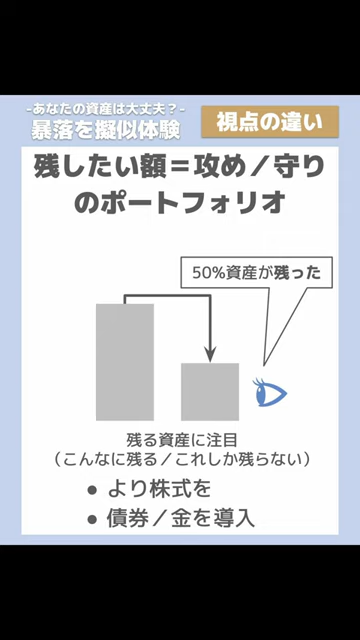 -あなたの資産は大丈夫?-
暴落を擬似体験
視点の違い
残したい額=攻め/守り
のポートフォリオ
50%資産が残った
残る資産に注目
(こんなに残る/これしか残らない)
● より株式を
● 債券/金を導入